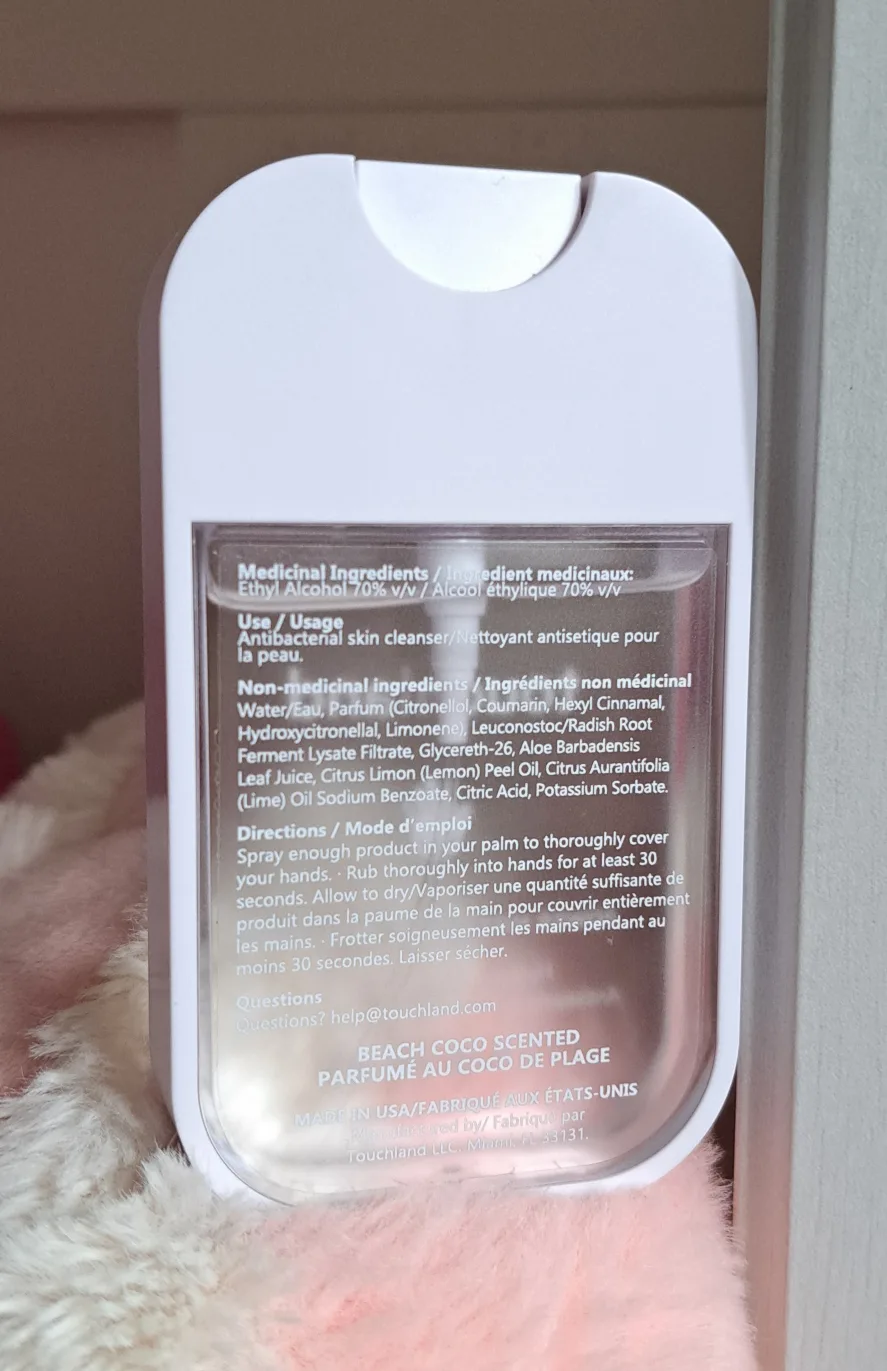 Medicinal Ingredients / Ingredient medicinaux:
Ethyl Alcohol 70% v/v / Alcool éthylique 70% v/v
Use / Usage
Antibacterial skin cleanser/Nettoyant antisetique pour
la peau.
Non-medicinal ingredients / Ingrédients non médicinal
Water/Eau, Parfum (Citronellol, Coumarin, Hexyl Cinnamal,
Hydroxycitronellal, Limonene), Leuconostoc/Radish Root
Ferment Lysate Filtrate, Glycereth-26, Aloe Barbadensis
Leaf Juice, Citrus Limon (Lemon) Peel Oil, Citrus Aurantifolia
(Lime) Oil Sodium Benzoate, Citric Acid, Potassium Sorbate.
Directions / Mode d'emploi
Spray enough product in your palm to thoroughly cover
your hands. · Rub thoroughly into hands for at least 30
seconds. Allow to dry/Vaporiser une quantité suffisante de
produit dans la paume de la main pour couvrir entièrement
les mains. · Frotter soigneusement les mains pendant au
moins 30 secondes. Laisser sécher.
Questions
Questions? help@touchland.com
BEACH COCO SCENTED
PARFUMÉ AU COCO DE PLAGE
MADE IN USA/FABRIQUÉ AUX ÉTATS-UNIS
by/ Fabriqué par
Touchland LLC, Miami, FL 33131.